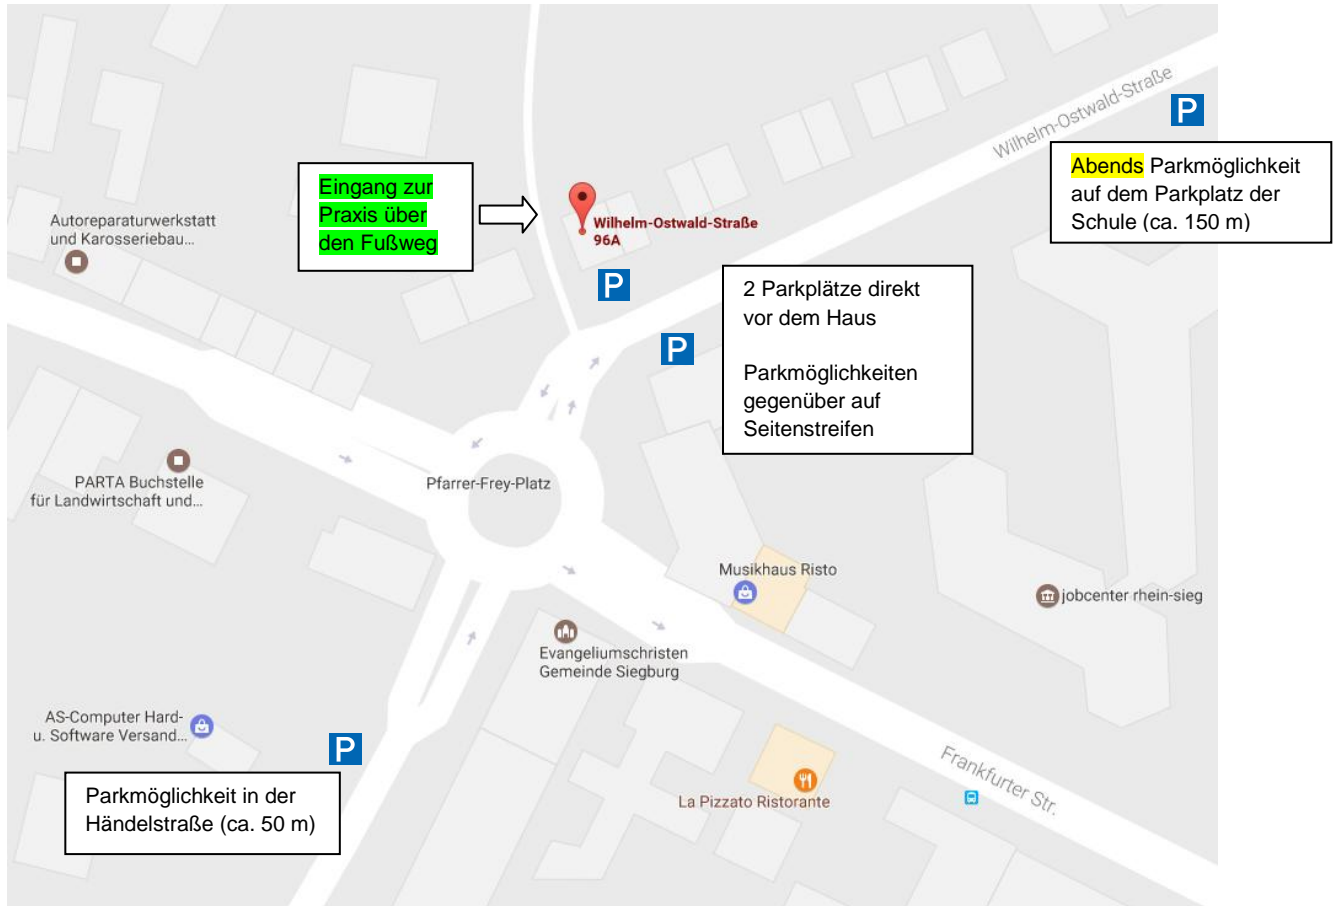 Wilhelm-Ostwald-Straße
P
Abends Parkmöglichkeit
auf dem Parkplatz der
Schule (ca. 150 m)
Eingang zur
Praxis über
den Fußweg
Wilhelm-Ostwald-Straße
96A
Autoreparaturwerkstatt
und Karosseriebau...
P
2 Parkplätze direkt
vor dem Haus
Parkmöglichkeiten
gegenüber auf
Seitenstreifen
P
PARTA Buchstelle
für Landwirtschaft und...
Pfarrer-Frey-Platz
Musikhaus Risto
jobcenter rhein-sieg
Evangeliumschristen
Gemeinde Siegburg
AS-Computer Hard-
u. Software Versand...
P
Parkmöglichkeit in der
Händelstraße (ca. 50 m)
La Pizzato Ristorante
Frankfurter Str.